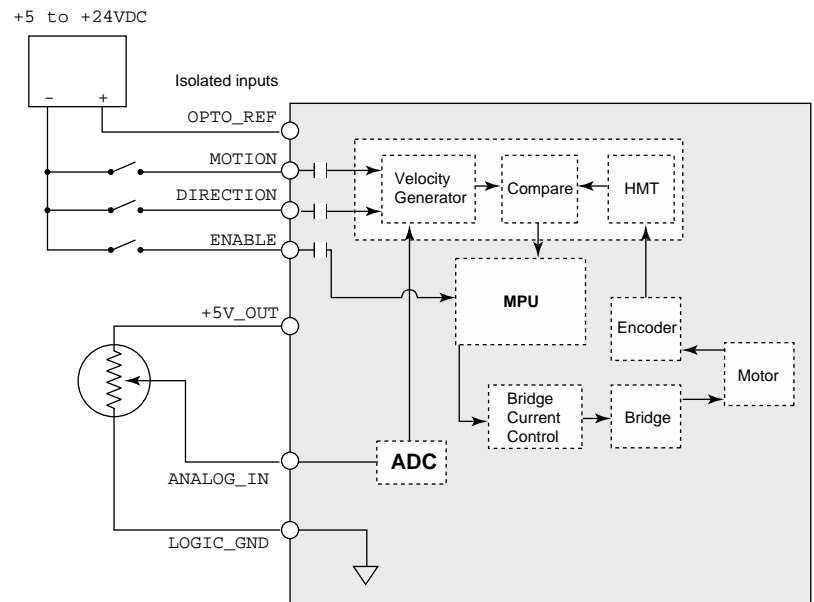 +5 to +24VDC
− +
Isolated inputs
OPTO_REF
MOTION
DIRECTION
ENABLE
+5V_OUT
ANALOG_IN
LOGIC_GND
Velocity
Generator
Compare
HMT
MPU
Encoder
Motor
Bridge
Current
Control
Bridge
ADC